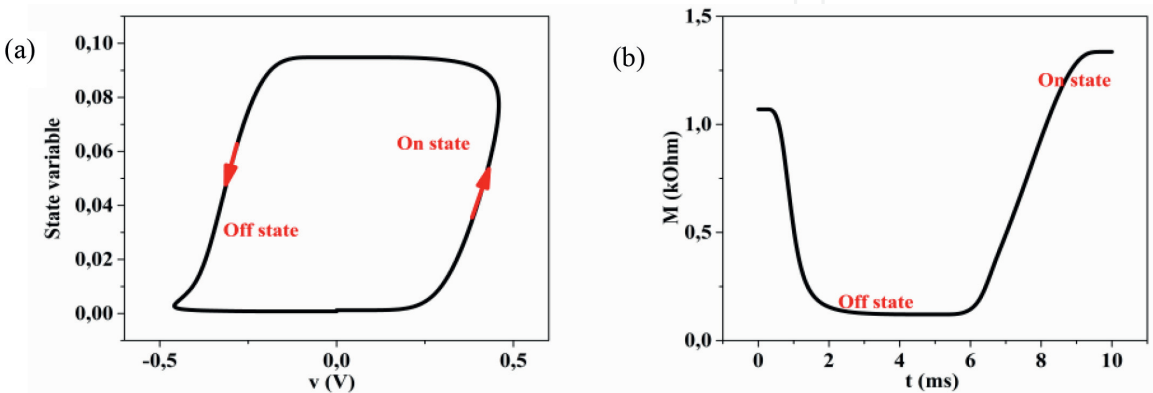 (a)
0,10
0,08
0,06
0,04
0,02
0,00
State variable
On state
Off state
-0,5
0,0
0,5
v (V)
(b)
1,5
1,0
0,5
0,0
M (kOhm)
On state
Off state
0
2
4
6
8
10
t (ms)